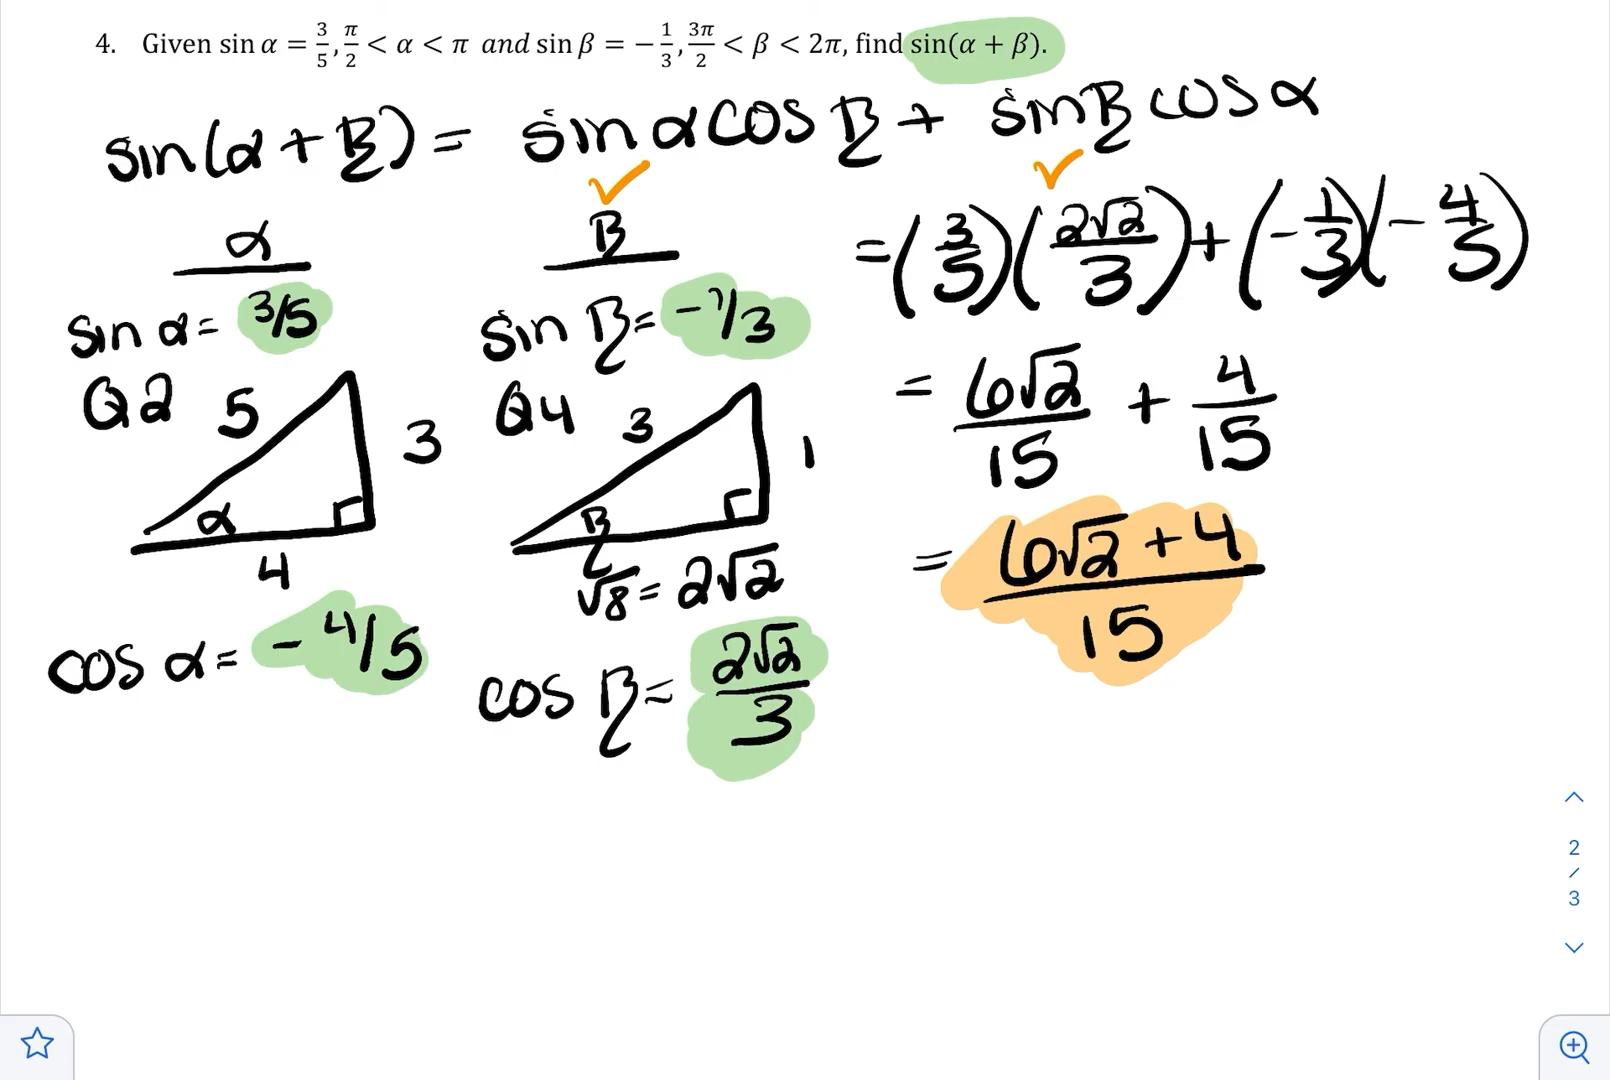 4. Given sin α = 3/5, π/2 < α < π and sin β = −1/3, 3π/2 < β < 2π, find sin(α + β).
sin(α + β) = sin α cos β + sin β cos α
α
sin α = 3/5
Q2
5
3
α
4
cos α = − 4/5
β
sin β = − 1/3
Q4
3
1
β
√8 = 2√2
cos β = 2√2/3
= (3/5)(2√2/3) + (− 1/3)(− 4/5)
= 6√2/15 + 4/15
= (6√2 + 4)/15
2
/
3